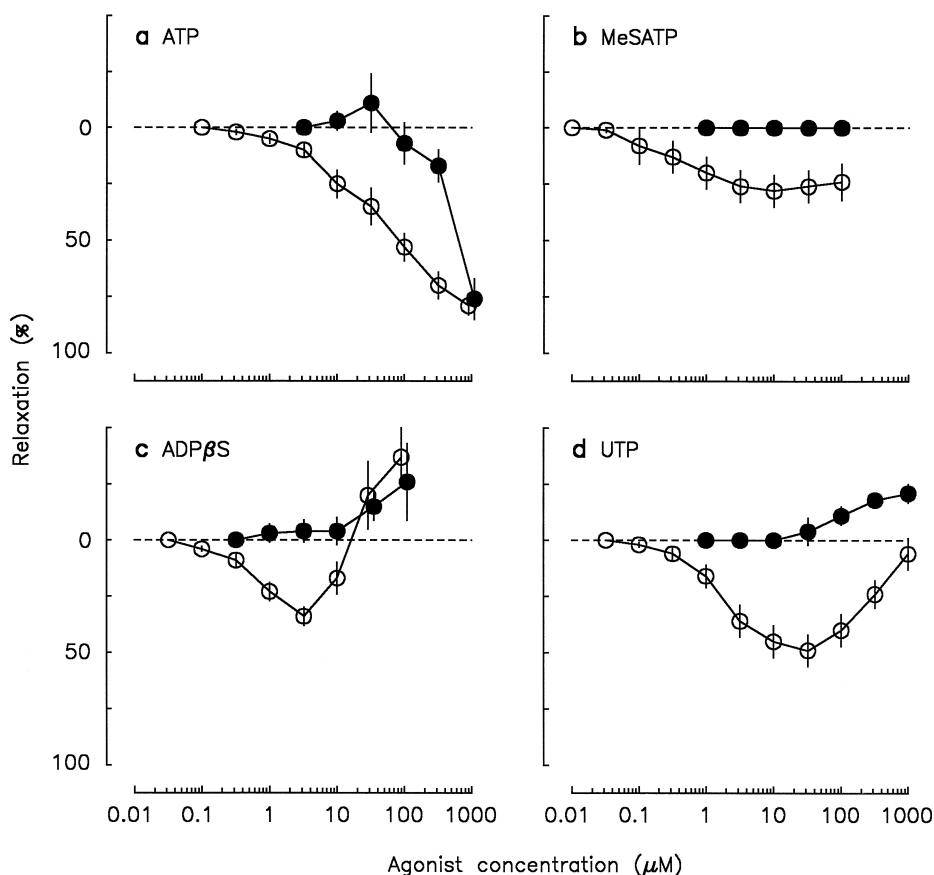 a ATP
b MeSATP
0
50
100
c ADPβS
d UTP
0
50
100
Relaxation (%)
0.01 0.1 1 10 100 1000 0.01 0.1 1 10 100 1000
Agonist concentration (μM)